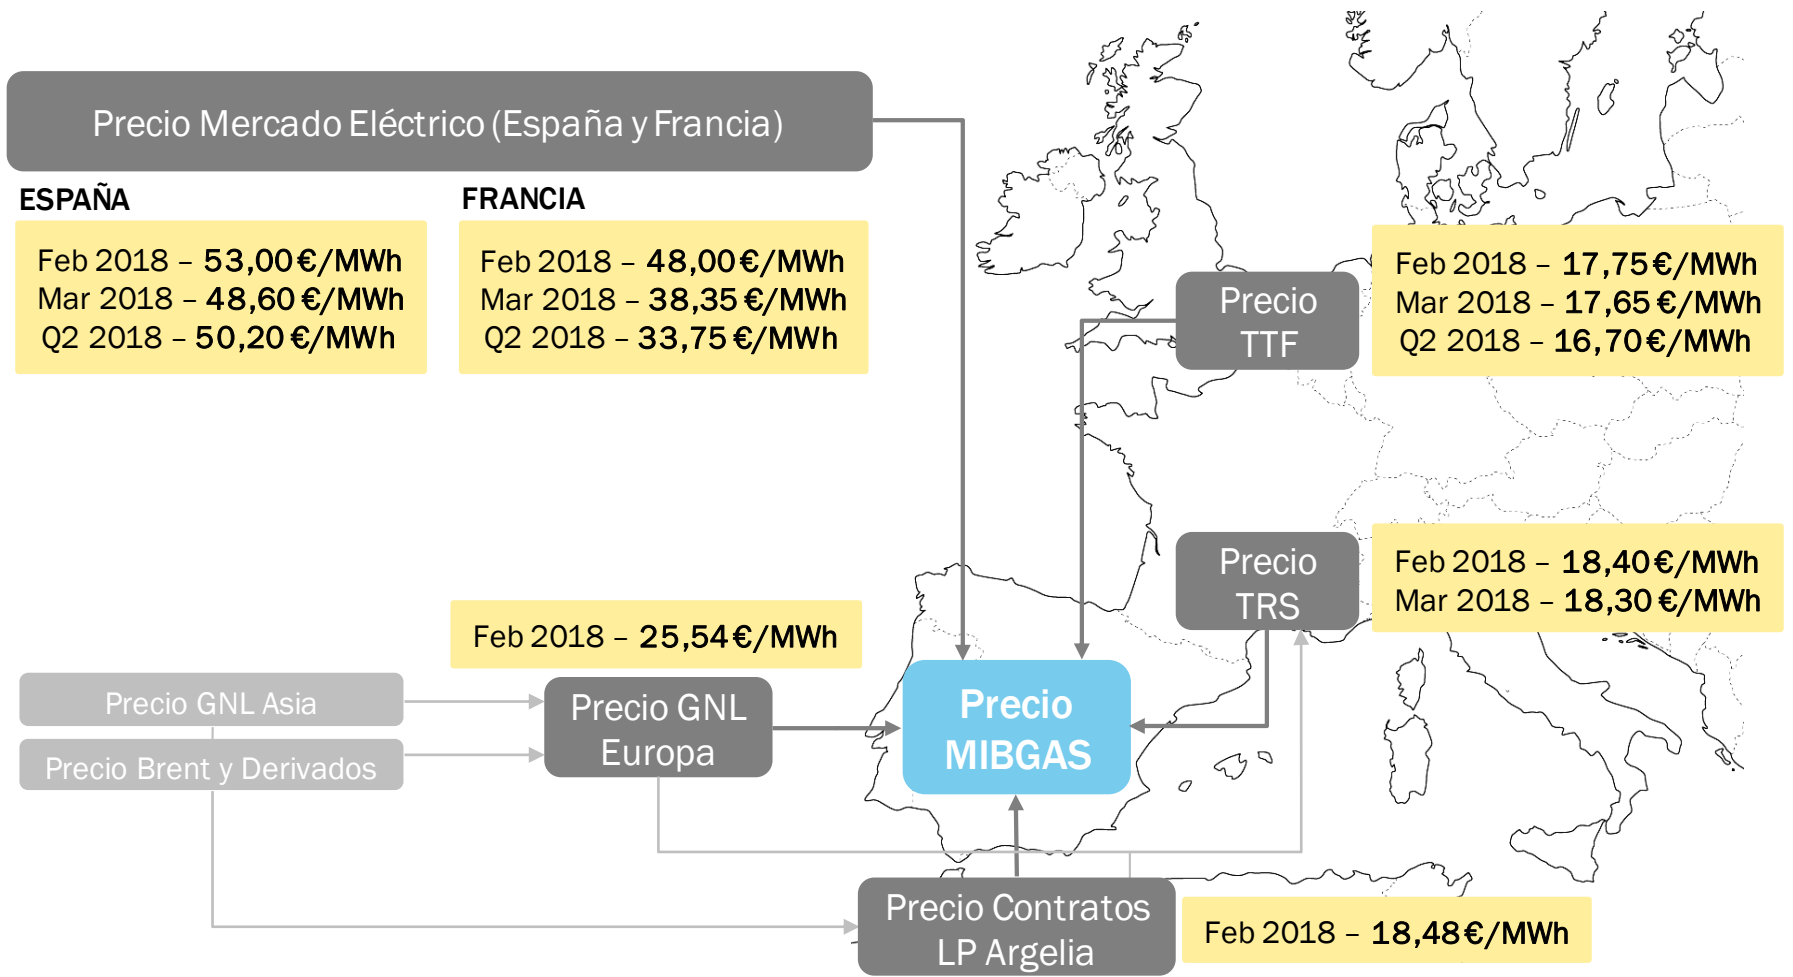 Precio Mercado Eléctrico (España y Francia)
ESPAÑA
Feb 2018 – 53,00 €/MWh
Mar 2018 – 48,60 €/MWh
Q2 2018 – 50,20 €/MWh
FRANCIA
Feb 2018 – 48,00 €/MWh
Mar 2018 – 38,35 €/MWh
Q2 2018 – 33,75 €/MWh
Precio
TTF
Feb 2018 – 17,75 €/MWh
Mar 2018 – 17,65 €/MWh
Q2 2018 – 16,70 €/MWh
Precio
TRS
Feb 2018 – 18,40 €/MWh
Mar 2018 – 18,30 €/MWh
Feb 2018 – 25,54 €/MWh
Precio GNL Asia
Precio Brent y Derivados
Precio GNL
Europa
Precio
MIBGAS
Precio Contratos
LP Argelia
Feb 2018 – 18,48 €/MWh